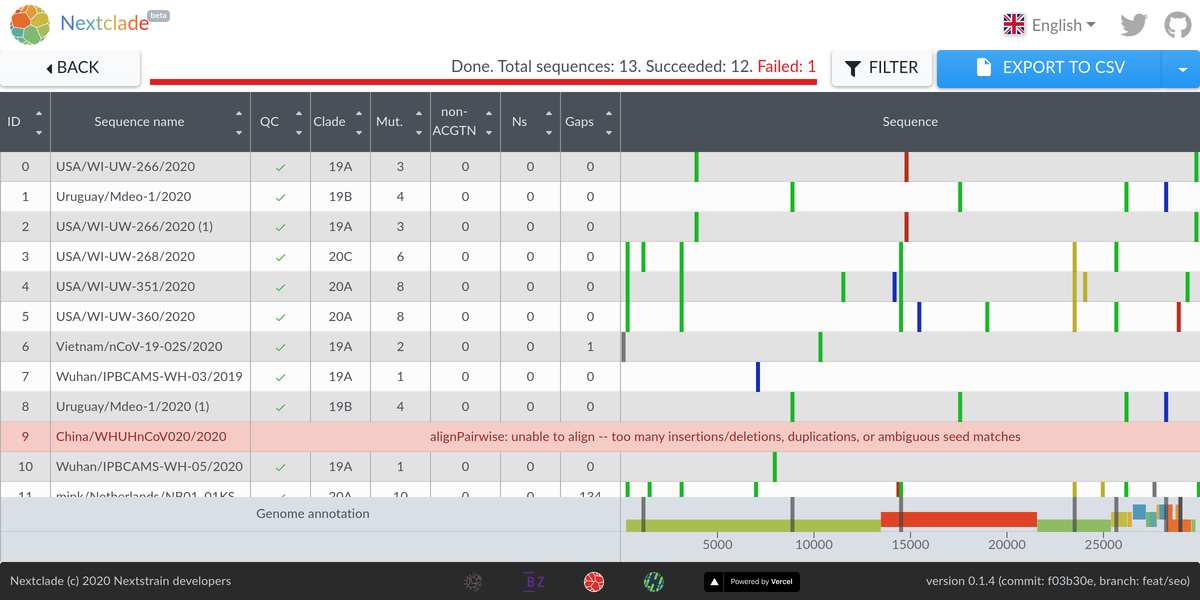 Nextclade beta
English
BACK
Done. Total sequences: 13. Succeeded: 12. Failed: 1
FILTER
EXPORT TO CSV
ID Sequence name QC Clade Mut. non-ACGTN Ns Gaps Sequence
0 USA/WI-UW-266/2020 19A 3 0 0 0
1 Uruguay/Mdeo-1/2020 19B 4 0 0 0
2 USA/WI-UW-266/2020 (1) 19A 3 0 0 0
3 USA/WI-UW-268/2020 20C 6 0 0 0
4 USA/WI-UW-351/2020 20A 8 0 0 0
5 USA/WI-UW-360/2020 20A 8 0 0 0
6 Vietnam/nCoV-19-02S/2020 19A 2 0 0 1
7 Wuhan/IPBCAMS-WH-03/2019 19A 1 0 0 0
8 Uruguay/Mdeo-1/2020 (1) 19B 4 0 0 0
9 China/WHUHnCoV020/2020 alignPairwise: unable to align -- too many insertions/deletions, duplications, or ambiguous seed matches
10 Wuhan/IPBCAMS-WH-05/2020 19A 1 0 0 0
11 mink/Netherlands/NB01_01KS 20A 10 0 0 134
Genome annotation
5000 10000 15000 20000 25000
Nextclade (c) 2020 Nextstrain developers
BZ
Powered by Vercel
version 0.1.4 (commit: f03b30e, branch: feat/seo)